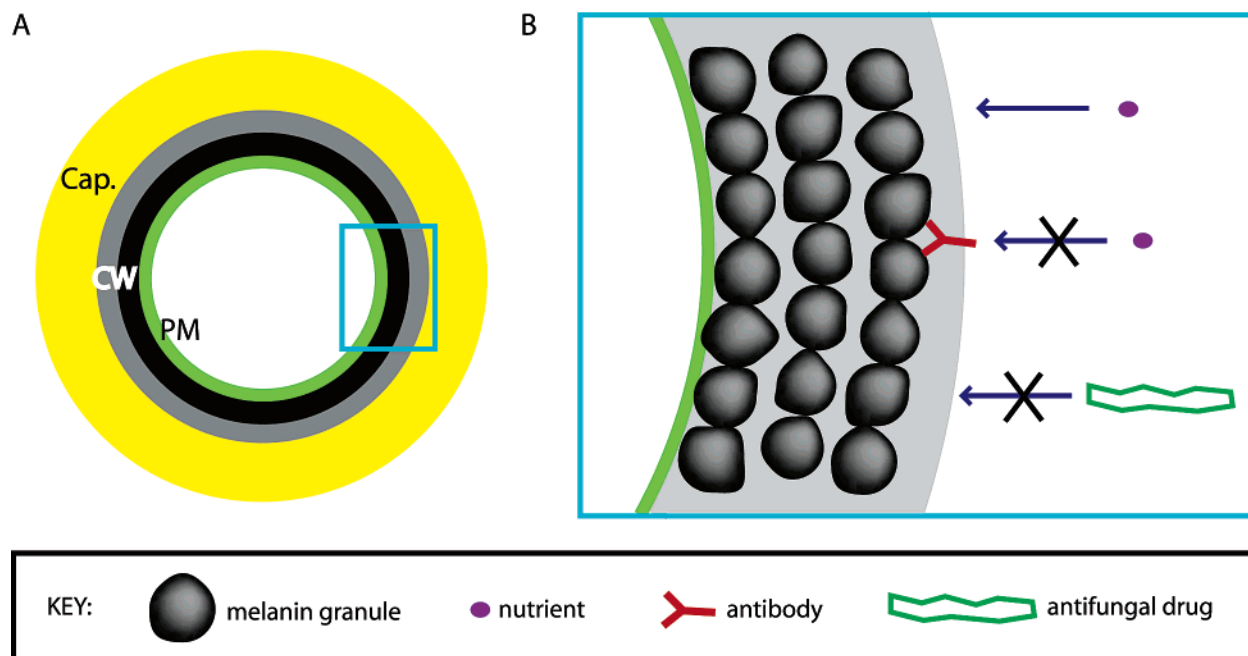 A
B
Cap.
CW
PM
KEY: melanin granule nutrient antibody antifungal drug